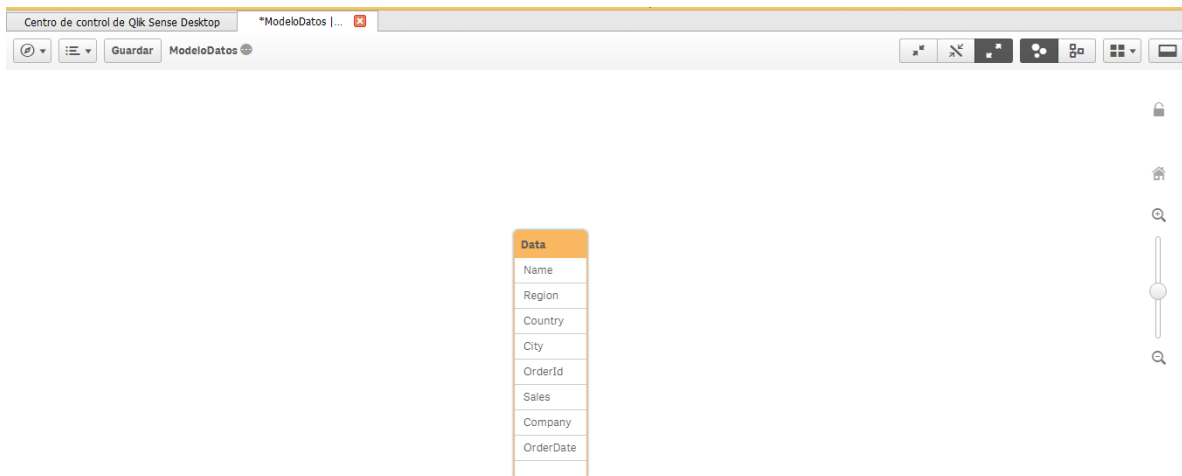 Centro de control de Qlik Sense Desktop
*ModeloDatos |...
Guardar
ModeloDatos
Data
Name
Region
Country
City
OrderId
Sales
Company
OrderDate